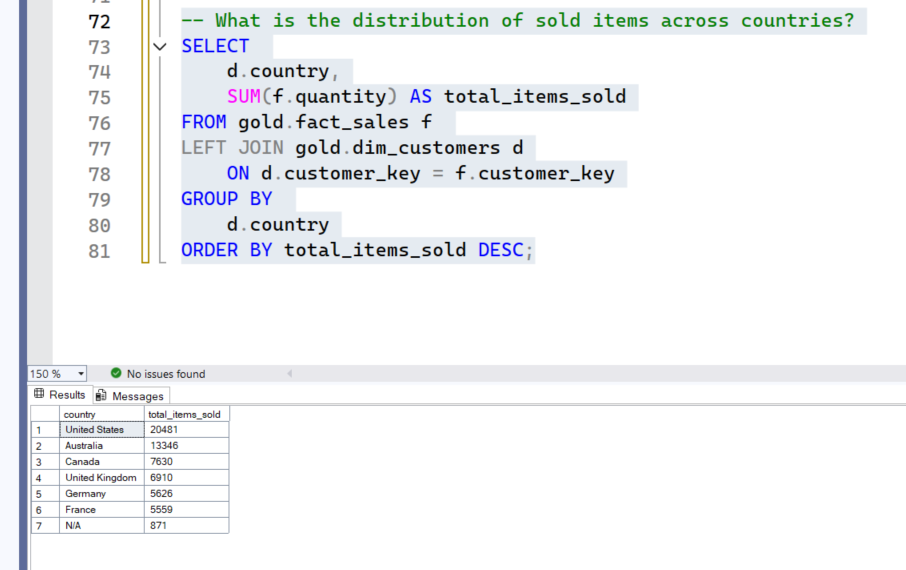 72 -- What is the distribution of sold items across countries?
73 SELECT
74 d.country,
75 SUM(f.quantity) AS total_items_sold
76 FROM gold.fact_sales f
77 LEFT JOIN gold.dim_customers d
78 ON d.customer_key = f.customer_key
79 GROUP BY
80 d.country
81 ORDER BY total_items_sold DESC;
150 % No issues found
Results Messages
country total_items_sold
1 United States 20481
2 Australia 13346
3 Canada 7630
4 United Kingdom 6910
5 Germany 5626
6 France 5559
7 N/A 871